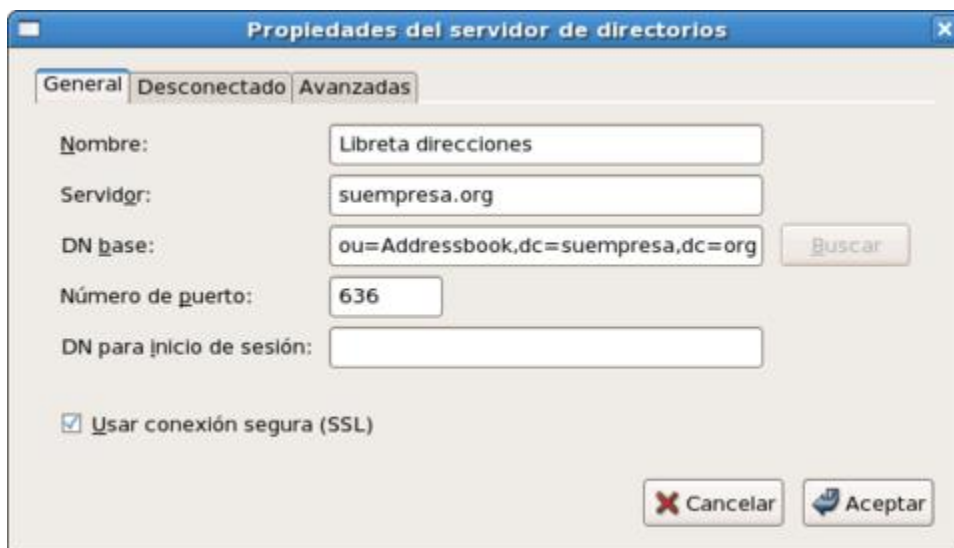 Propiedades del servidor de directorios
General Desconectado Avanzadas
Nombre: Libreta direcciones
Servidor: suempresa.org
DN base: ou=Addressbook,dc=suempresa,dc=org Buscar
Número de puerto: 636
DN para inicio de sesión:
Usar conexión segura (SSL)
Cancelar Aceptar